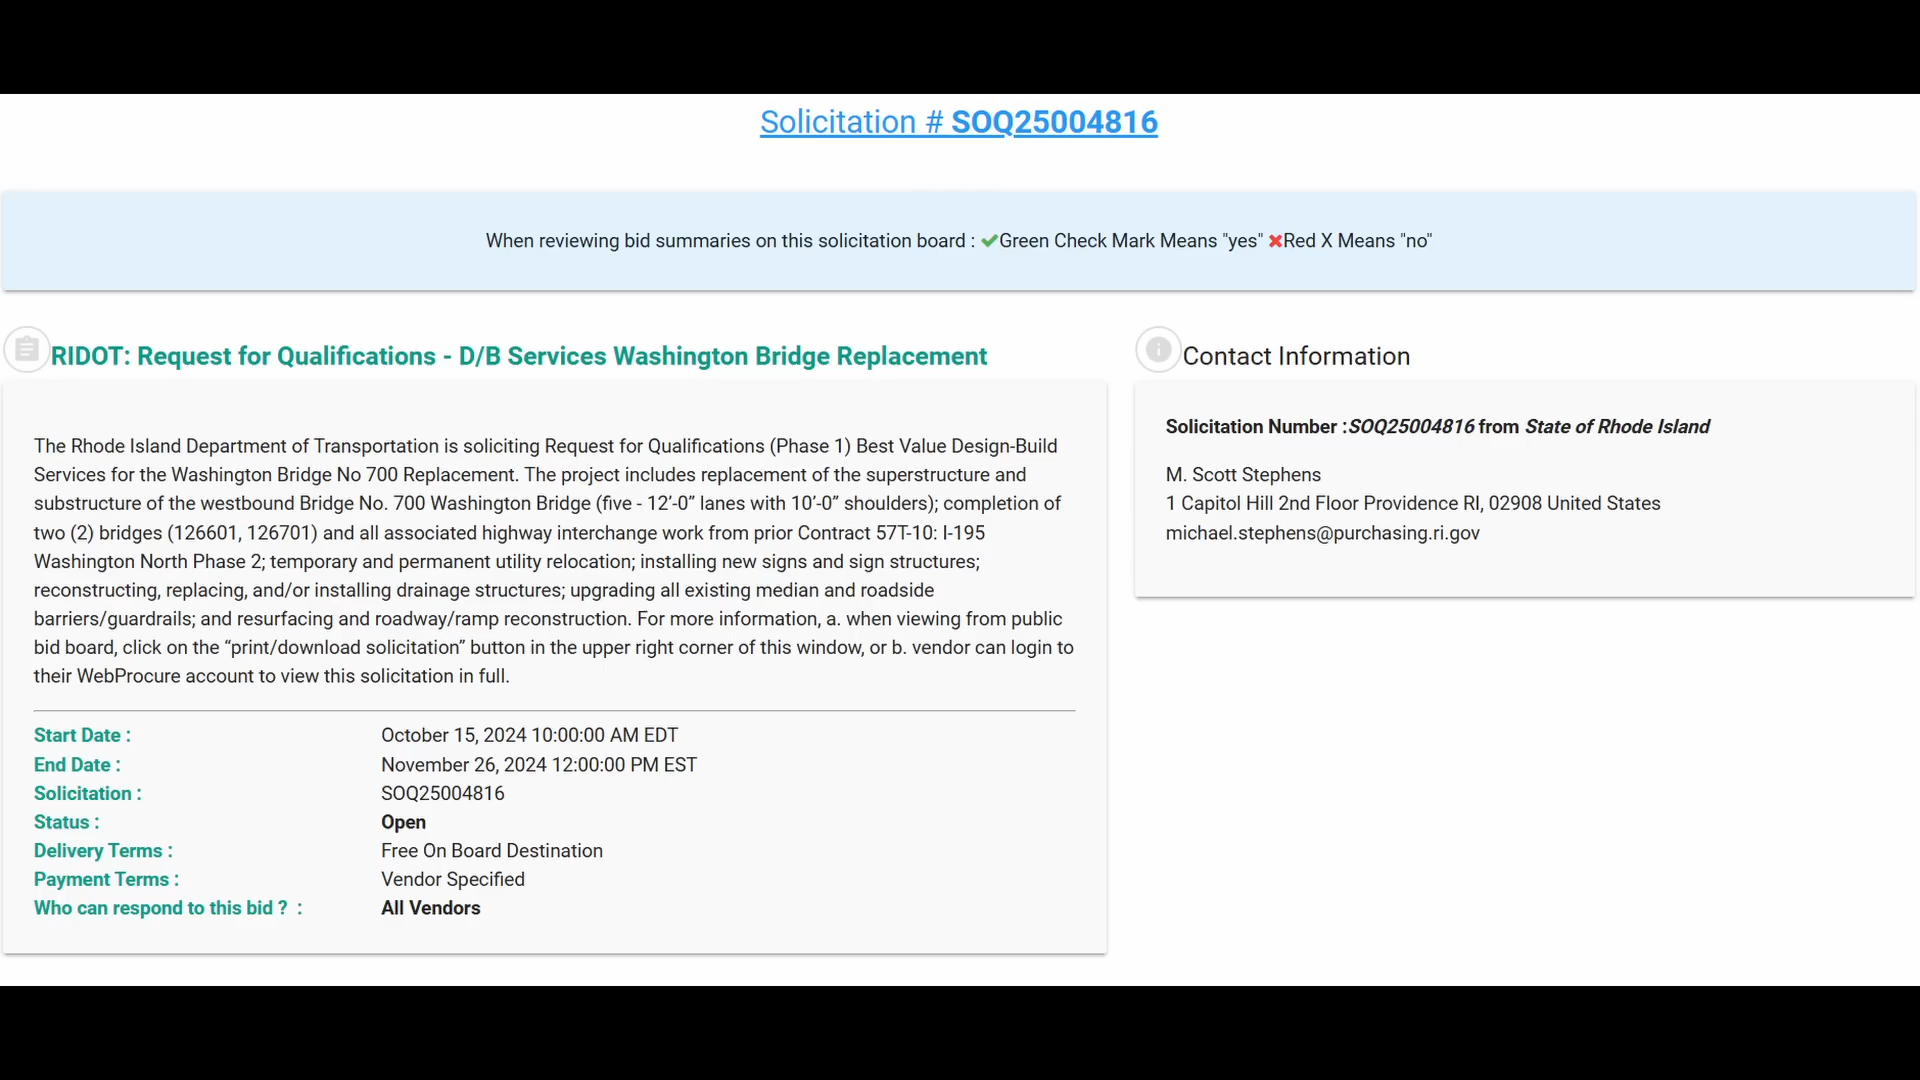 Solicitation # SOQ25004816
When reviewing bid summaries on this solicitation board : ✔Green Check Mark Means "yes" ✖Red X Means "no"
RIDOT: Request for Qualifications - D/B Services Washington Bridge Replacement
The Rhode Island Department of Transportation is soliciting Request for Qualifications (Phase 1) Best Value Design-Build
Services for the Washington Bridge No 700 Replacement. The project includes replacement of the superstructure and
substructure of the westbound Bridge No. 700 Washington Bridge (five - 12’-0” lanes with 10’-0” shoulders); completion of
two (2) bridges (126601, 126701) and all associated highway interchange work from prior Contract 57T-10: I-195
Washington North Phase 2; temporary and permanent utility relocation; installing new signs and sign structures;
reconstructing, replacing, and/or installing drainage structures; upgrading all existing median and roadside
barriers/guardrails; and resurfacing and roadway/ramp reconstruction. For more information, a. when viewing from public
bid board, click on the “print/download solicitation” button in the upper right corner of this window, or b. vendor can login to
their WebProcure account to view this solicitation in full.
Start Date : October 15, 2024 10:00:00 AM EDT
End Date : November 26, 2024 12:00:00 PM EST
Solicitation : SOQ25004816
Status : Open
Delivery Terms : Free On Board Destination
Payment Terms : Vendor Specified
Who can respond to this bid ? : All Vendors
Contact Information
Solicitation Number :SOQ25004816 from State of Rhode Island
M. Scott Stephens
1 Capitol Hill 2nd Floor Providence RI, 02908 United States
michael.stephens@purchasing.ri.gov